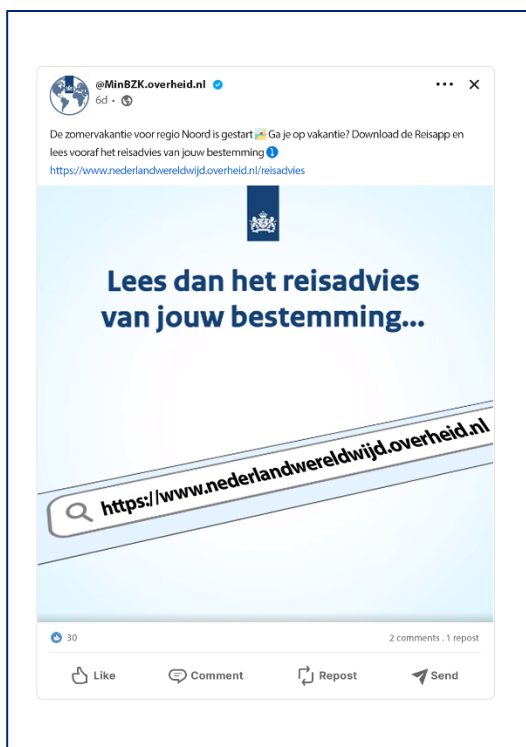 @MinBZK.overheid.nl
6d •
De zomervakantie voor regio Noord is gestart Ga je op vakantie? Download de Reisapp en
lees vooraf het reisadvies van jouw bestemming
https://www.nederlandwereldwijd.overheid.nl/reisadvies
Lees dan het reisadvies
van jouw bestemming...
https://www.nederlandwereldwijd.overheid.nl
30
2 comments . 1 repost
Like
Comment
Repost
Send